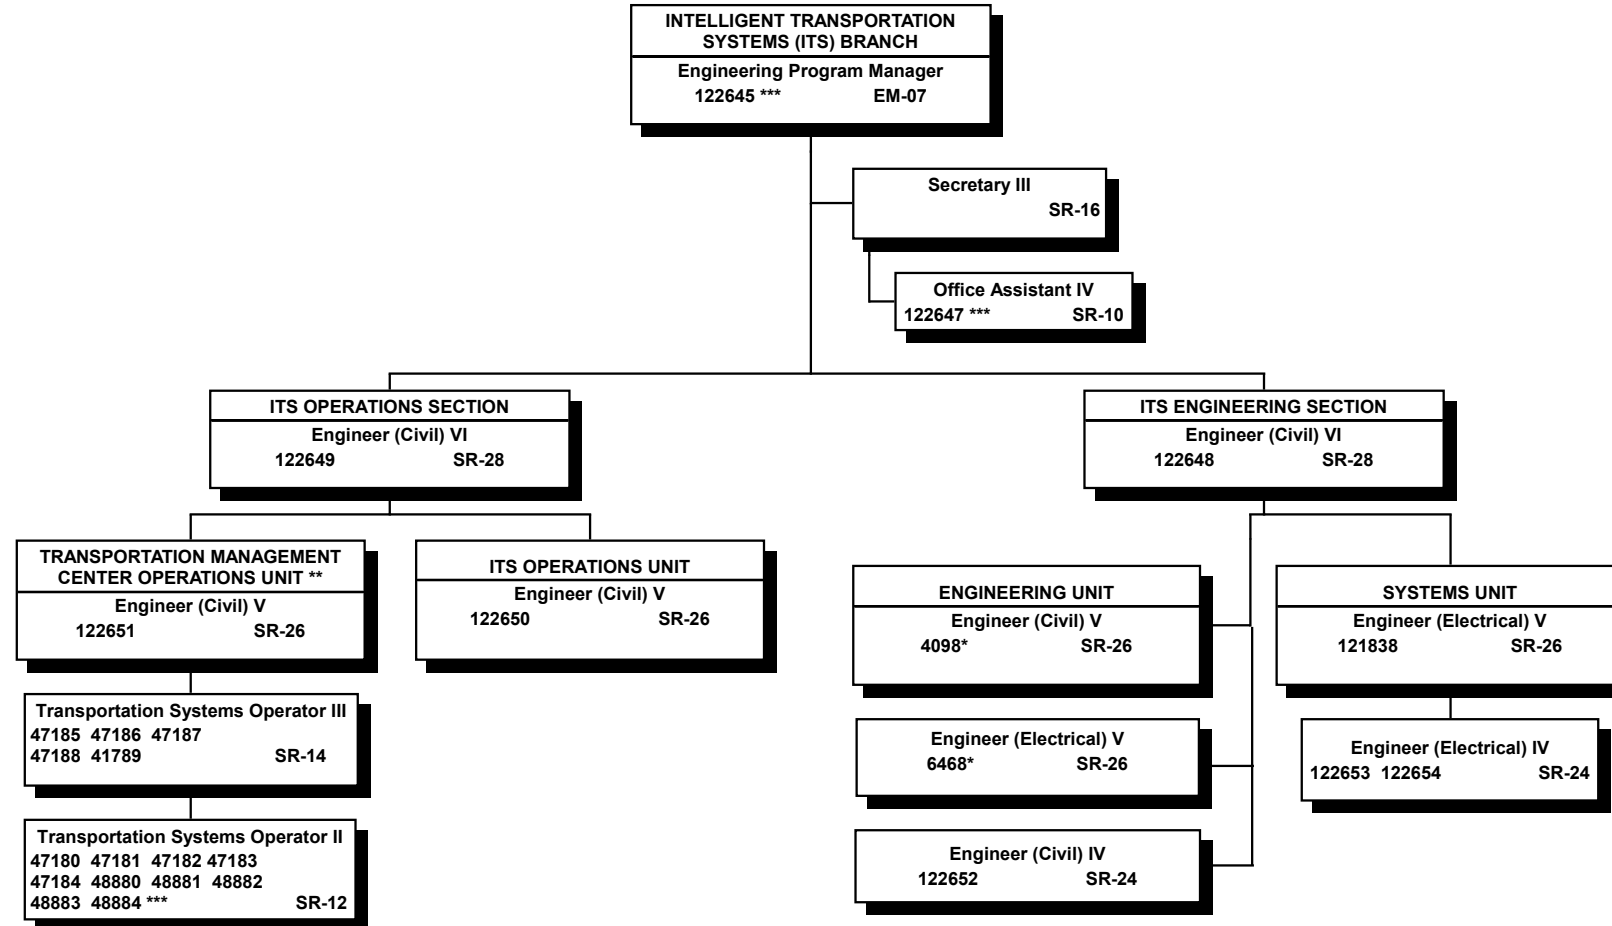 INTELLIGENT TRANSPORTATION
SYSTEMS (ITS) BRANCH
Engineering Program Manager
122645 *** EM-07
Secretary III
SR-16
Office Assistant IV
122647 *** SR-10
ITS OPERATIONS SECTION
Engineer (Civil) VI
122649 SR-28
ITS ENGINEERING SECTION
Engineer (Civil) VI
122648 SR-28
TRANSPORTATION MANAGEMENT
CENTER OPERATIONS UNIT **
Engineer (Civil) V
122651 SR-26
ITS OPERATIONS UNIT
Engineer (Civil) V
122650 SR-26
ENGINEERING UNIT
Engineer (Civil) V
4098* SR-26
SYSTEMS UNIT
Engineer (Electrical) V
121838 SR-26
Transportation Systems Operator III
47185 47186 47187
47188 41789 SR-14
Engineer (Electrical) V
6468* SR-26
Engineer (Electrical) IV
122653 122654 SR-24
Transportation Systems Operator II
47180 47181 47182 47183
47184 48880 48881 48882
48883 48884 *** SR-12
Engineer (Civil) IV
122652 SR-24